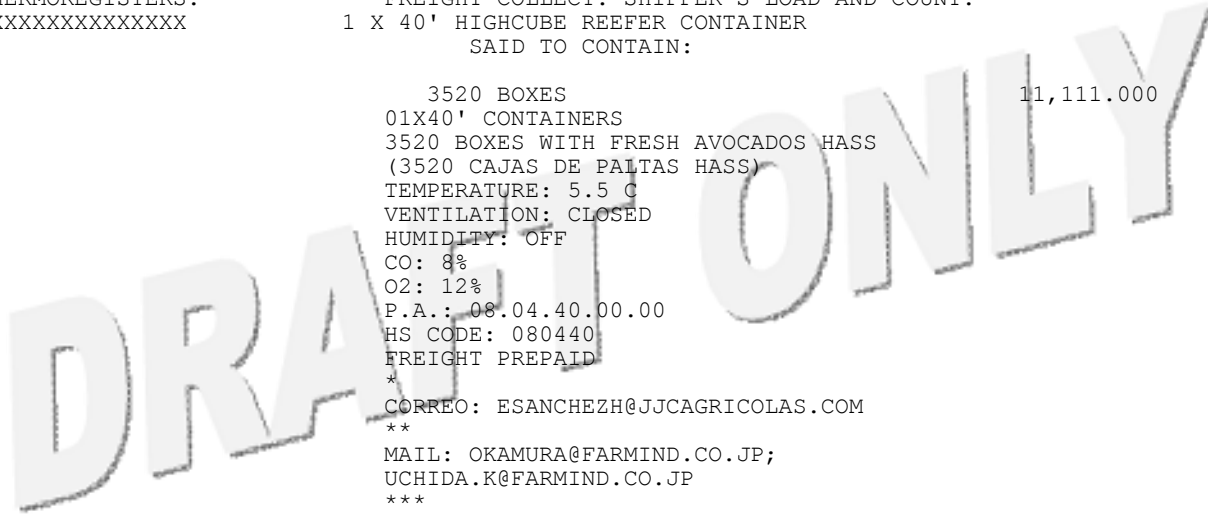 FREIGHT COLLECT. SHIPPER'S LOAD AND COUNT.
XXXXXXXXXXXXX 1 X 40' HIGHCUBE REEFER CONTAINER
SAID TO CONTAIN:
3520 BOXES 11,111.000
01X40' CONTAINERS
3520 BOXES WITH FRESH AVOCADOS HASS
(3520 CAJAS DE PALTAS HASS)
TEMPERATURE: 5.5 C
VENTILATION: CLOSED
HUMIDITY: OFF
CO: 8%
O2: 12%
P.A.: 08.04.40.00.00
HS CODE: 080440
FREIGHT PREPAID
*
CORREO: ESANCHEZH@JJCAGRICOLAS.COM
**
MAIL: OKAMURA@FARMIND.CO.JP;
UCHIDA.K@FARMIND.CO.JP
***
DRAFT ONLY